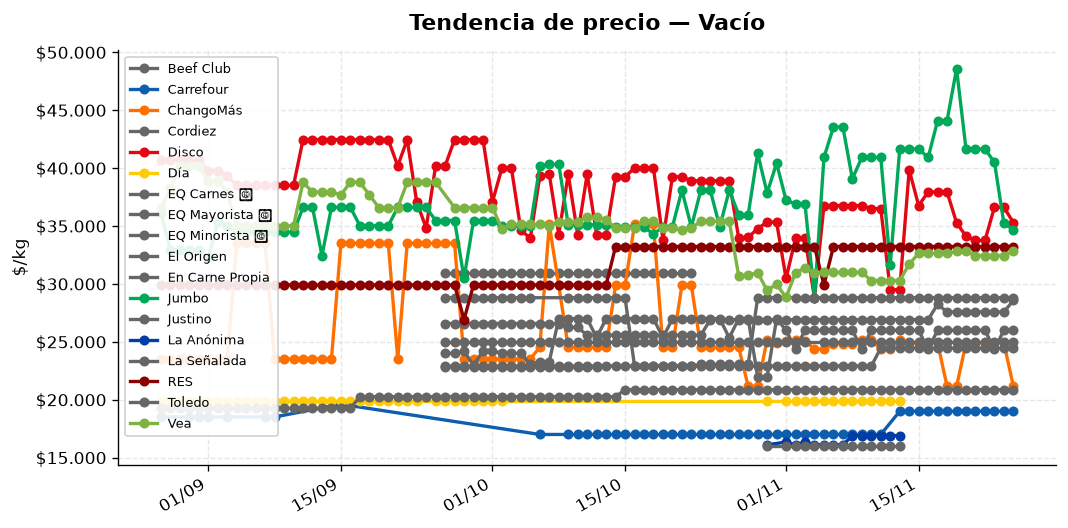 Tendencia de precio — Vacío
$50.000
$45.000
$40.000
$35.000
$30.000
$25.000
$20.000
$15.000
$/kg
Beef Club
Carrefour
ChangoMás
Cordiez
Disco
Día
EQ Carnes
EQ Mayorista
EQ Minorista
El Origen
En Carne Propia
Jumbo
Justino
La Anónima
La Señalada
RES
Toledo
Vea
01/09
15/09
01/10
15/10
01/11
15/11